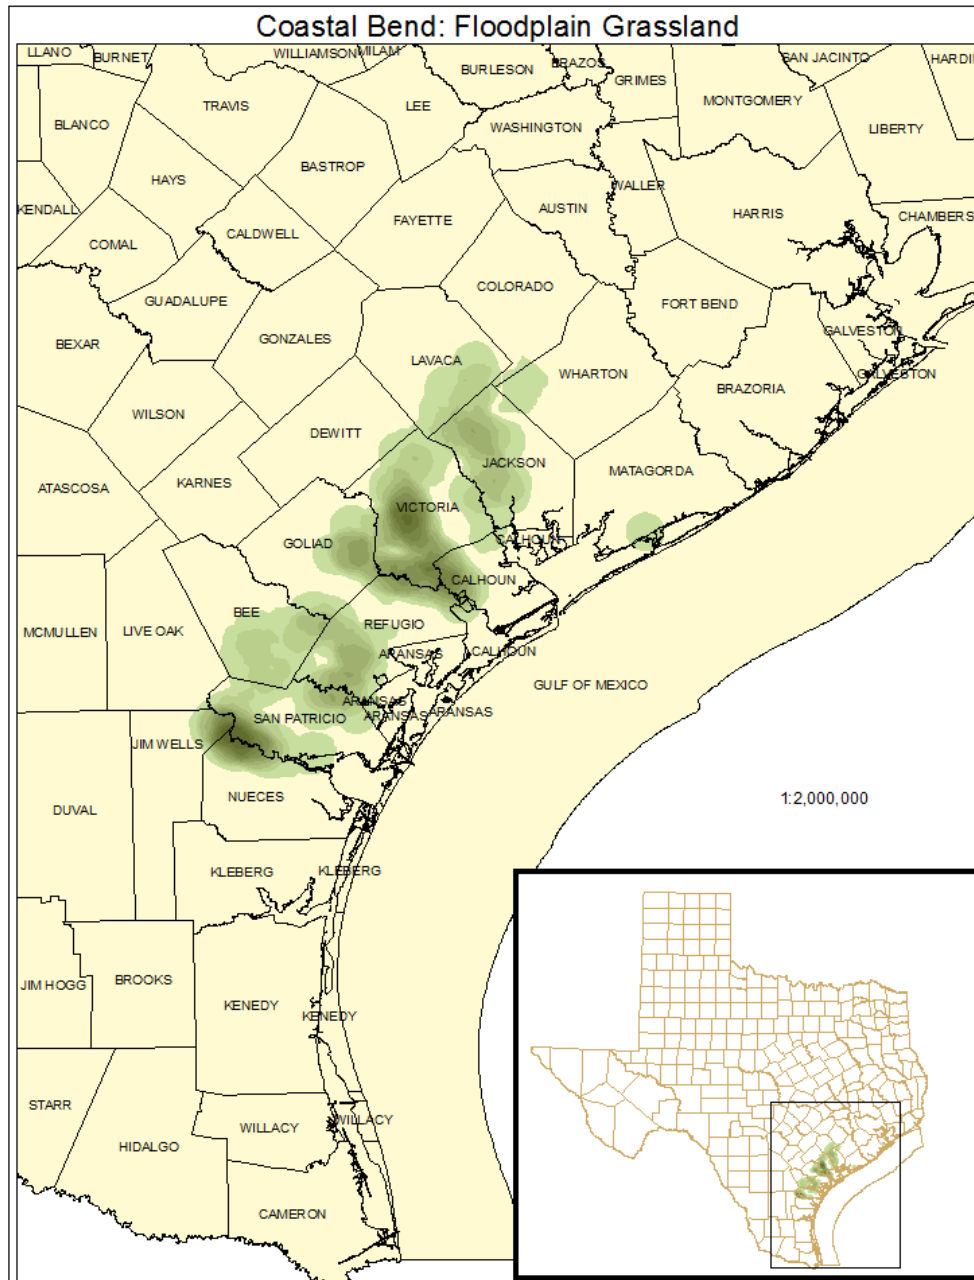 Coastal Bend: Floodplain Grassland
LLANO
BURNET
WILLIAMSON
MILAM
BURLESON
BRAZOS
GRIMES
SAN JACINTO
HARDI
TRAVIS
LEE
MONTGOMERY
BLANCO
WASHINGTON
LIBERTY
BASTROP
HAYS
WALLER
KENDALL
AUSTIN
HARRIS
CHAMBERS
FAYETTE
CALDWELL
COMAL
COLORADO
GUADALUPE
FORT BEND
GONZALES
GALVESTON
BEXAR
LAVACA
WHARTON
GALVESTON
BRAZORIA
WILSON
DEWITT
JACKSON
MATAGORDA
KARNES
ATASCOSA
VICTORIA
GOLIAD
CALHOUN
CALHOUN
BEE
REFUGIO
MCMULLEN
LIVE OAK
ARANSAS
CALHOUN
GULF OF MEXICO
ARANSAS
ARANSAS
ARANSAS
SAN PATRICIO
JIM WELLS
NUECES
1:2,000,000
DUVAL
KLEBERG
KLEBERG
BROOKS
JIM HOGG
KENEDY
KENEDY
STARR
WILLACY
WILLACY
HIDALGO
CAMERON